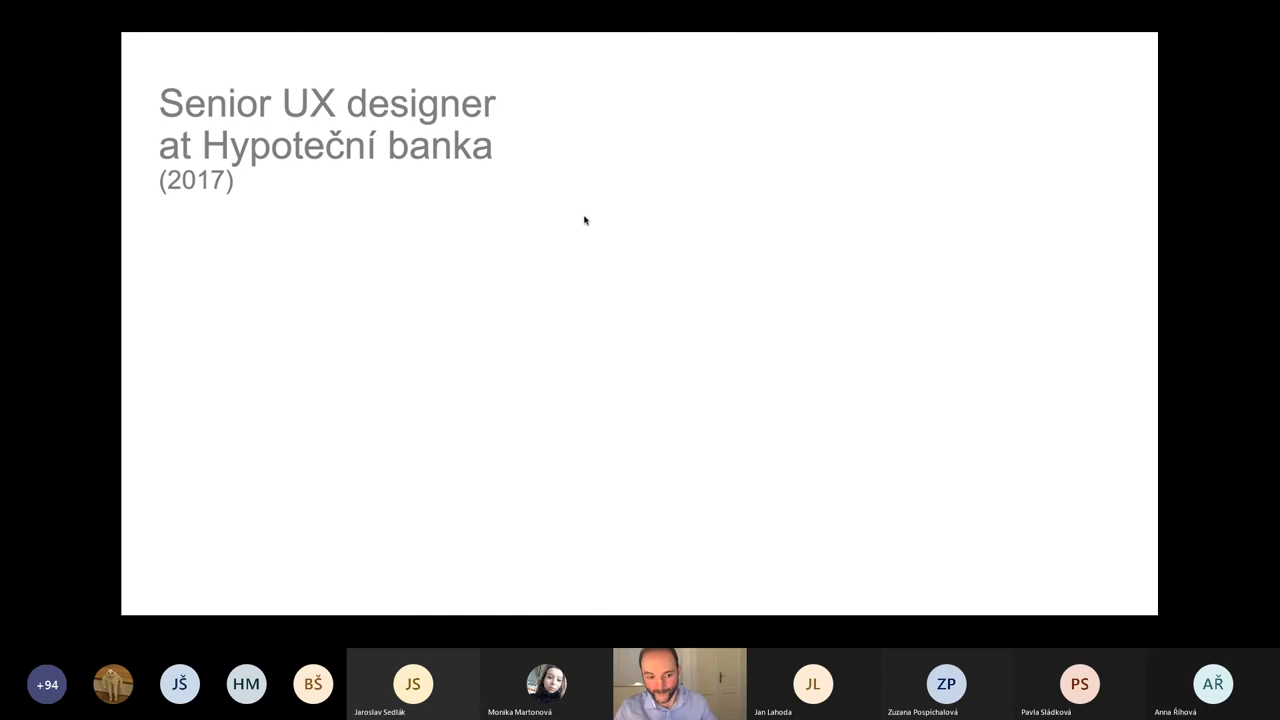 Senior UX designer
at Hypoteční banka
(2017)
+94
JŠ
HM
BŠ
JS
Jaroslav Sedlák
Monika Martonová
JL
Jan Lahoda
ZP
Zuzana Pospíchalová
PS
Pavla Sládková
AŘ
Anna Říhová